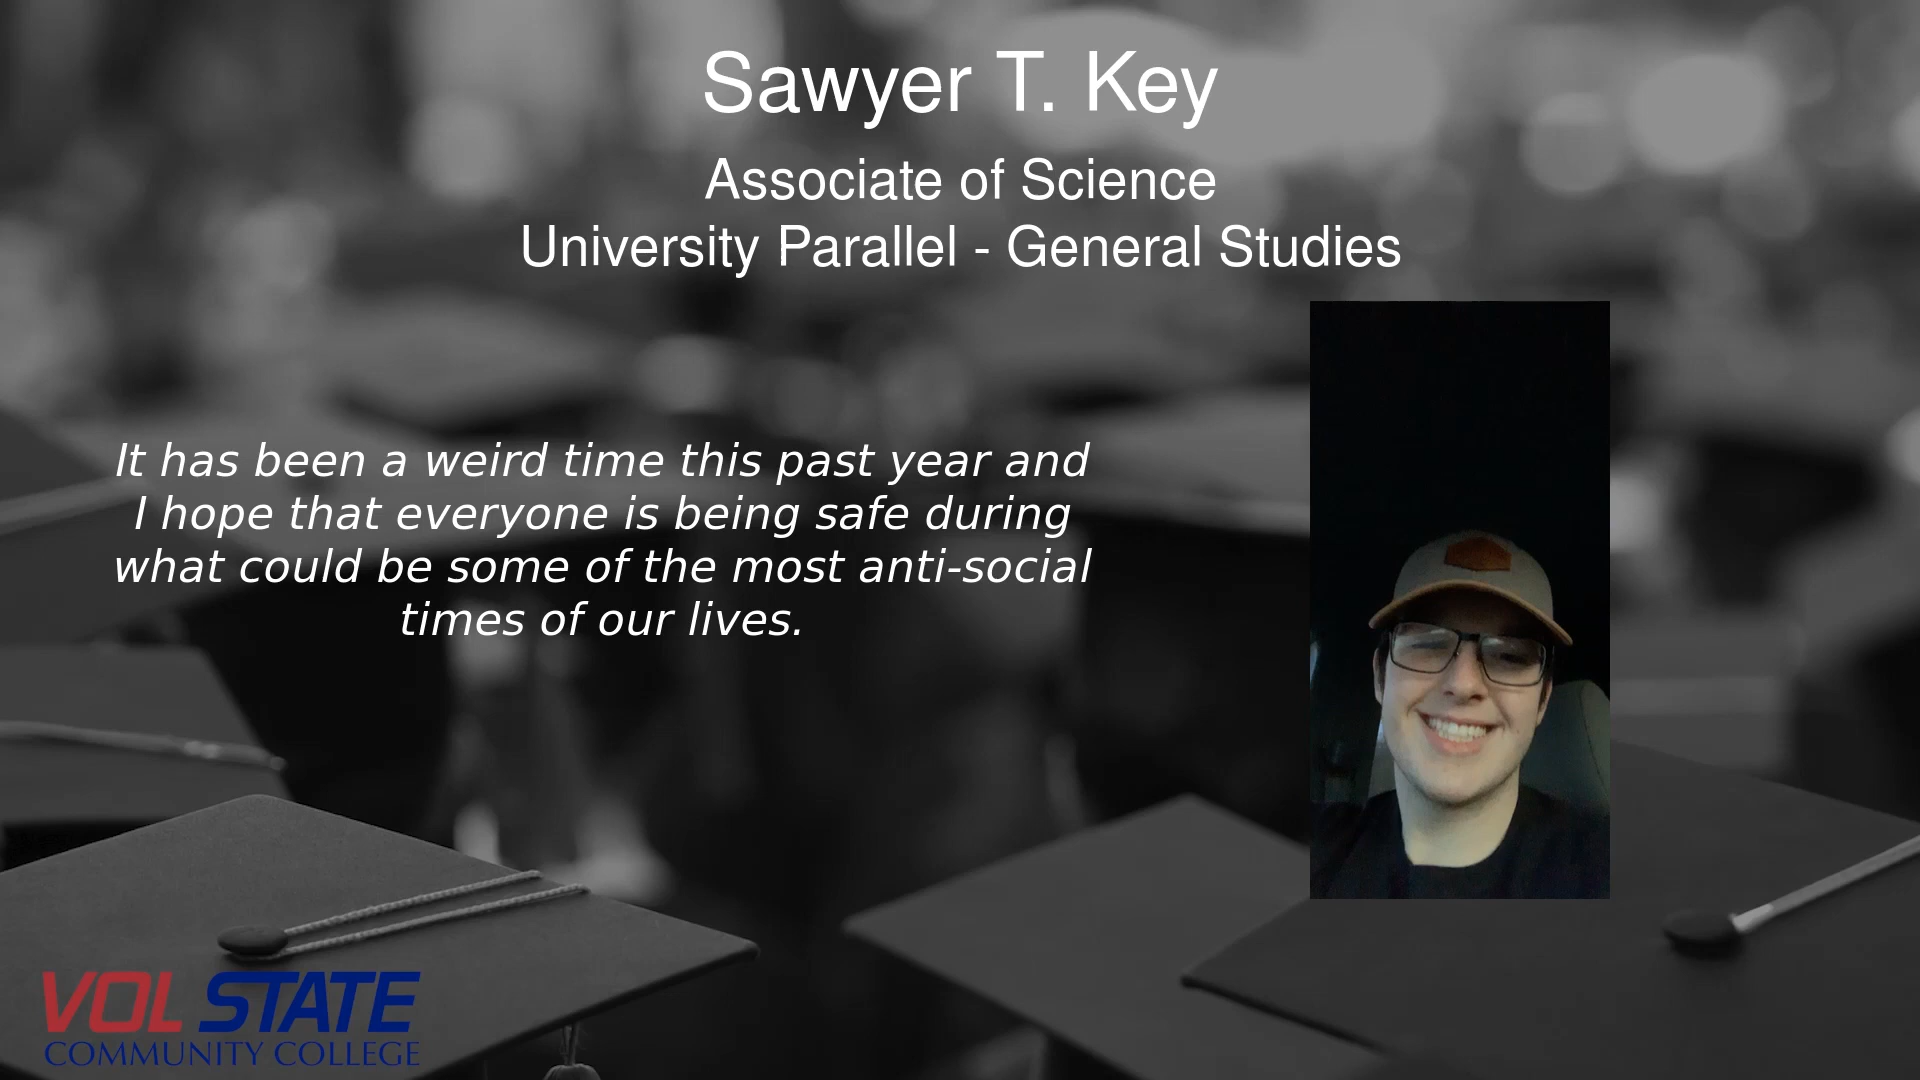 Sawyer T. Key
Associate of Science
University Parallel - General Studies
It has been a weird time this past year and
I hope that everyone is being safe during
what could be some of the most anti-social
times of our lives.
VOL STATE
COMMUNITY COLLEGE